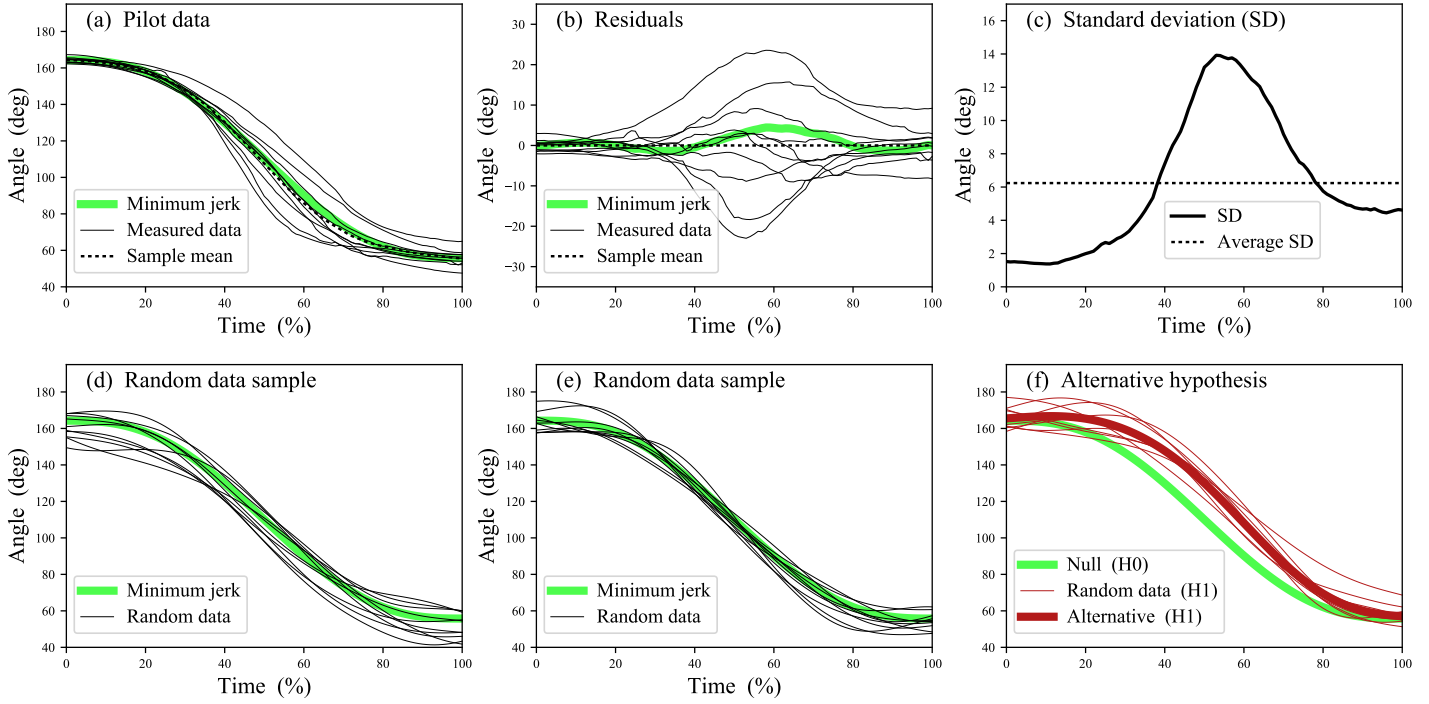 (a) Pilot data
180
160
140
120
100
80
60
40
Angle (deg)
Minimum jerk
Measured data
Sample mean
0
20
40
60
80
100
Time (%)
(b) Residuals
30
20
10
0
−10
−20
−30
Angle (deg)
Minimum jerk
Measured data
Sample mean
0
20
40
60
80
100
Time (%)
(c) Standard deviation (SD)
16
14
12
10
8
6
4
2
0
Angle (deg)
SD
Average SD
0
20
40
60
80
100
Time (%)
(d) Random data sample
180
160
140
120
100
80
60
40
Angle (deg)
Minimum jerk
Random data
0
20
40
60
80
100
Time (%)
(e) Random data sample
180
160
140
120
100
80
60
40
Angle (deg)
Minimum jerk
Random data
0
20
40
60
80
100
Time (%)
(f) Alternative hypothesis
180
160
140
120
100
80
60
40
Angle (deg)
Null (H0)
Random data (H1)
Alternative (H1)
0
20
40
60
80
100
Time (%)